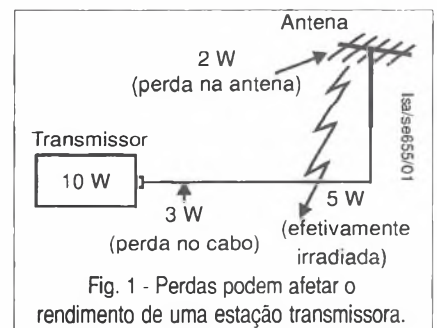 Antena
2 W
(perda na antena)
Isa/se655/01
Transmissor
10 W
3 W
(perda no cabo)
5 W
(efetivamente
irradiada)
Fig. 1 - Perdas podem afetar o
rendimento de uma estação transmissora.